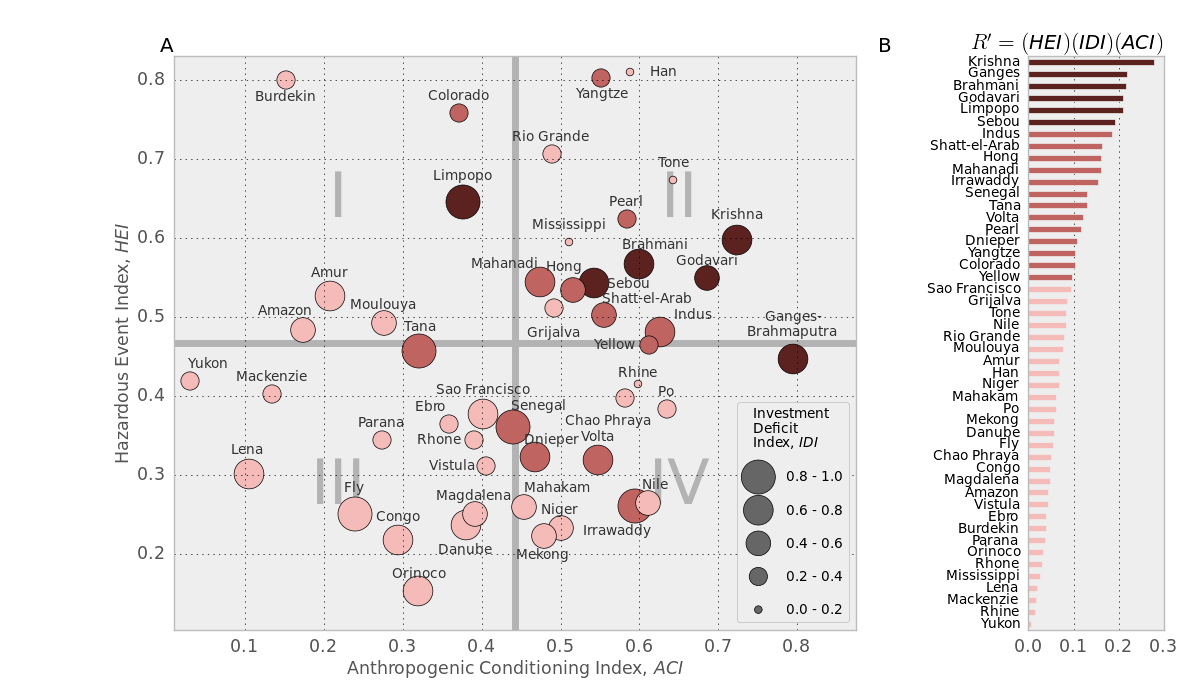 A
B
R′ = (HEI)(IDI)(ACI)
Hazardous Event Index, HEI
0.8
0.7
0.6
0.5
0.4
0.3
0.2
I
II
III
IV
Burdekin
Colorado
Han
Yangtze
Rio Grande
Tone
Limpopo
Pearl
Krishna
Mississippi
Brahmani
Mahanadi
Hong
Godavari
Amur
Sebou
Shatt-el-Arab
Amazon
Moulouya
Indus
Ganges-
Brahmaputra
Tana
Grijalva
Yellow
Yukon
Mackenzie
Rhine
Sao Francisco
Po
Ebro
Senegal
Parana
Chao Phraya
Rhone
Dnieper
Volta
Lena
Vistula
Fly
Magdalena
Mahakam
Nile
Congo
Niger
Irrawaddy
Danube
Mekong
Orinoco
Investment
Deficit
Index, IDI
0.8 - 1.0
0.6 - 0.8
0.4 - 0.6
0.2 - 0.4
0.0 - 0.2
0.1
0.2
0.3
0.4
0.5
0.6
0.7
0.8
Anthropogenic Conditioning Index, ACI
Krishna
Ganges
Brahmani
Godavari
Limpopo
Sebou
Indus
Shatt-el-Arab
Hong
Mahanadi
Irrawaddy
Senegal
Tana
Volta
Pearl
Dnieper
Yangtze
Colorado
Yellow
Sao Francisco
Grijalva
Tone
Nile
Rio Grande
Moulouya
Amur
Han
Niger
Mahakam
Po
Mekong
Danube
Fly
Chao Phraya
Congo
Magdalena
Amazon
Vistula
Ebro
Burdekin
Parana
Orinoco
Rhone
Mississippi
Lena
Mackenzie
Rhine
Yukon
0.0
0.1
0.2
0.3